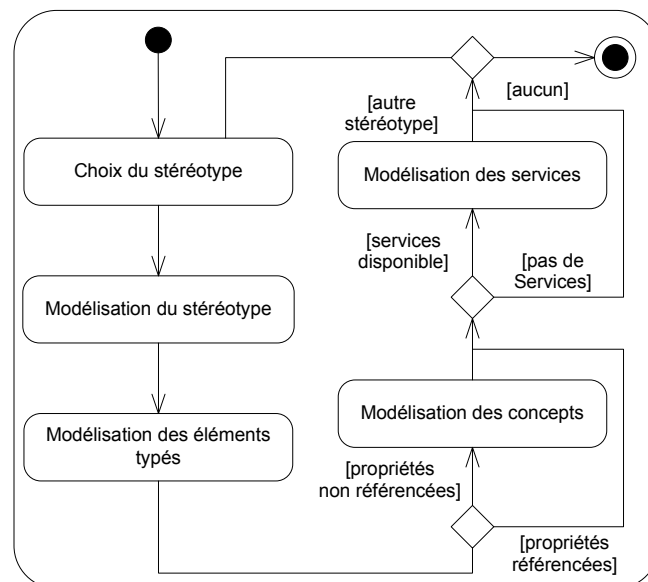 [autre
stéréotype]
[aucun]
Choix du stéréotype
Modélisation des services
[services
disponible]
[pas de
Services]
Modélisation du stéréotype
Modélisation des concepts
Modélisation des éléments
typés
[propriétés
non référencées]
[propriétés
référencées]